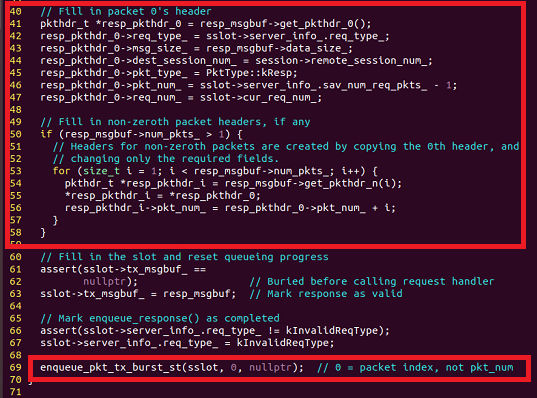 40 // Fill in packet 0's header
41 pkthdr_t *resp_pkthdr_0 = resp_msgbuf->get_pkthdr_0();
42 resp_pkthdr_0->req_type_ = sslot->server_info_.req_type_;
43 resp_pkthdr_0->msg_size_ = resp_msgbuf->data_size_;
44 resp_pkthdr_0->dest_session_num_ = session->remote_session_num_;
45 resp_pkthdr_0->pkt_type_ = PktType::kResp;
46 resp_pkthdr_0->pkt_num_ = sslot->server_info_.sav_num_req_pkts_ - 1;
47 resp_pkthdr_0->req_num_ = sslot->cur_req_num_;
48
49 // Fill in non-zeroth packet headers, if any
50 if (resp_msgbuf->num_pkts_ > 1) {
51 // Headers for non-zeroth packets are created by copying the 0th header, and
52 // changing only the required fields.
53 for (size_t i = 1; i < resp_msgbuf->num_pkts_; i++) {
54 pkthdr_t *resp_pkthdr_i = resp_msgbuf->get_pkthdr_n(i);
55 *resp_pkthdr_i = *resp_pkthdr_0;
56 resp_pkthdr_i->pkt_num_ = resp_pkthdr_0->pkt_num_ + i;
57 }
58 }
60 // Fill in the slot and reset queueing progress
61 assert(sslot->tx_msgbuf_ ==
62 nullptr); // Buried before calling request handler
63 sslot->tx_msgbuf_ = resp_msgbuf; // Mark response as valid
64
65 // Mark enqueue_response() as completed
66 assert(sslot->server_info_.req_type_ != kInvalidReqType);
67 sslot->server_info_.req_type_ = kInvalidReqType;
68
69 enqueue_pkt_tx_burst_st(sslot, 0, nullptr); // 0 = packet index, not pkt_num
70 }
71